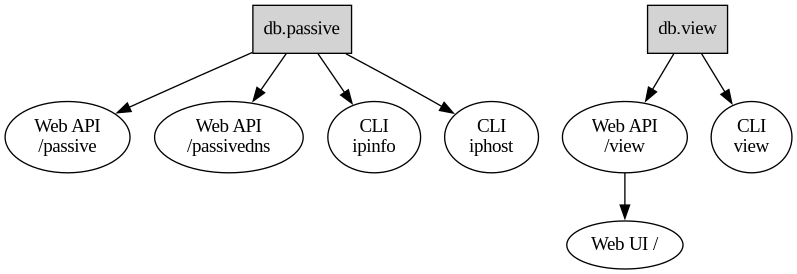 db.passive
db.view
Web API
/passive
Web API
/passivedns
CLI
ipinfo
CLI
iphost
Web API
/view
CLI
view
Web UI /